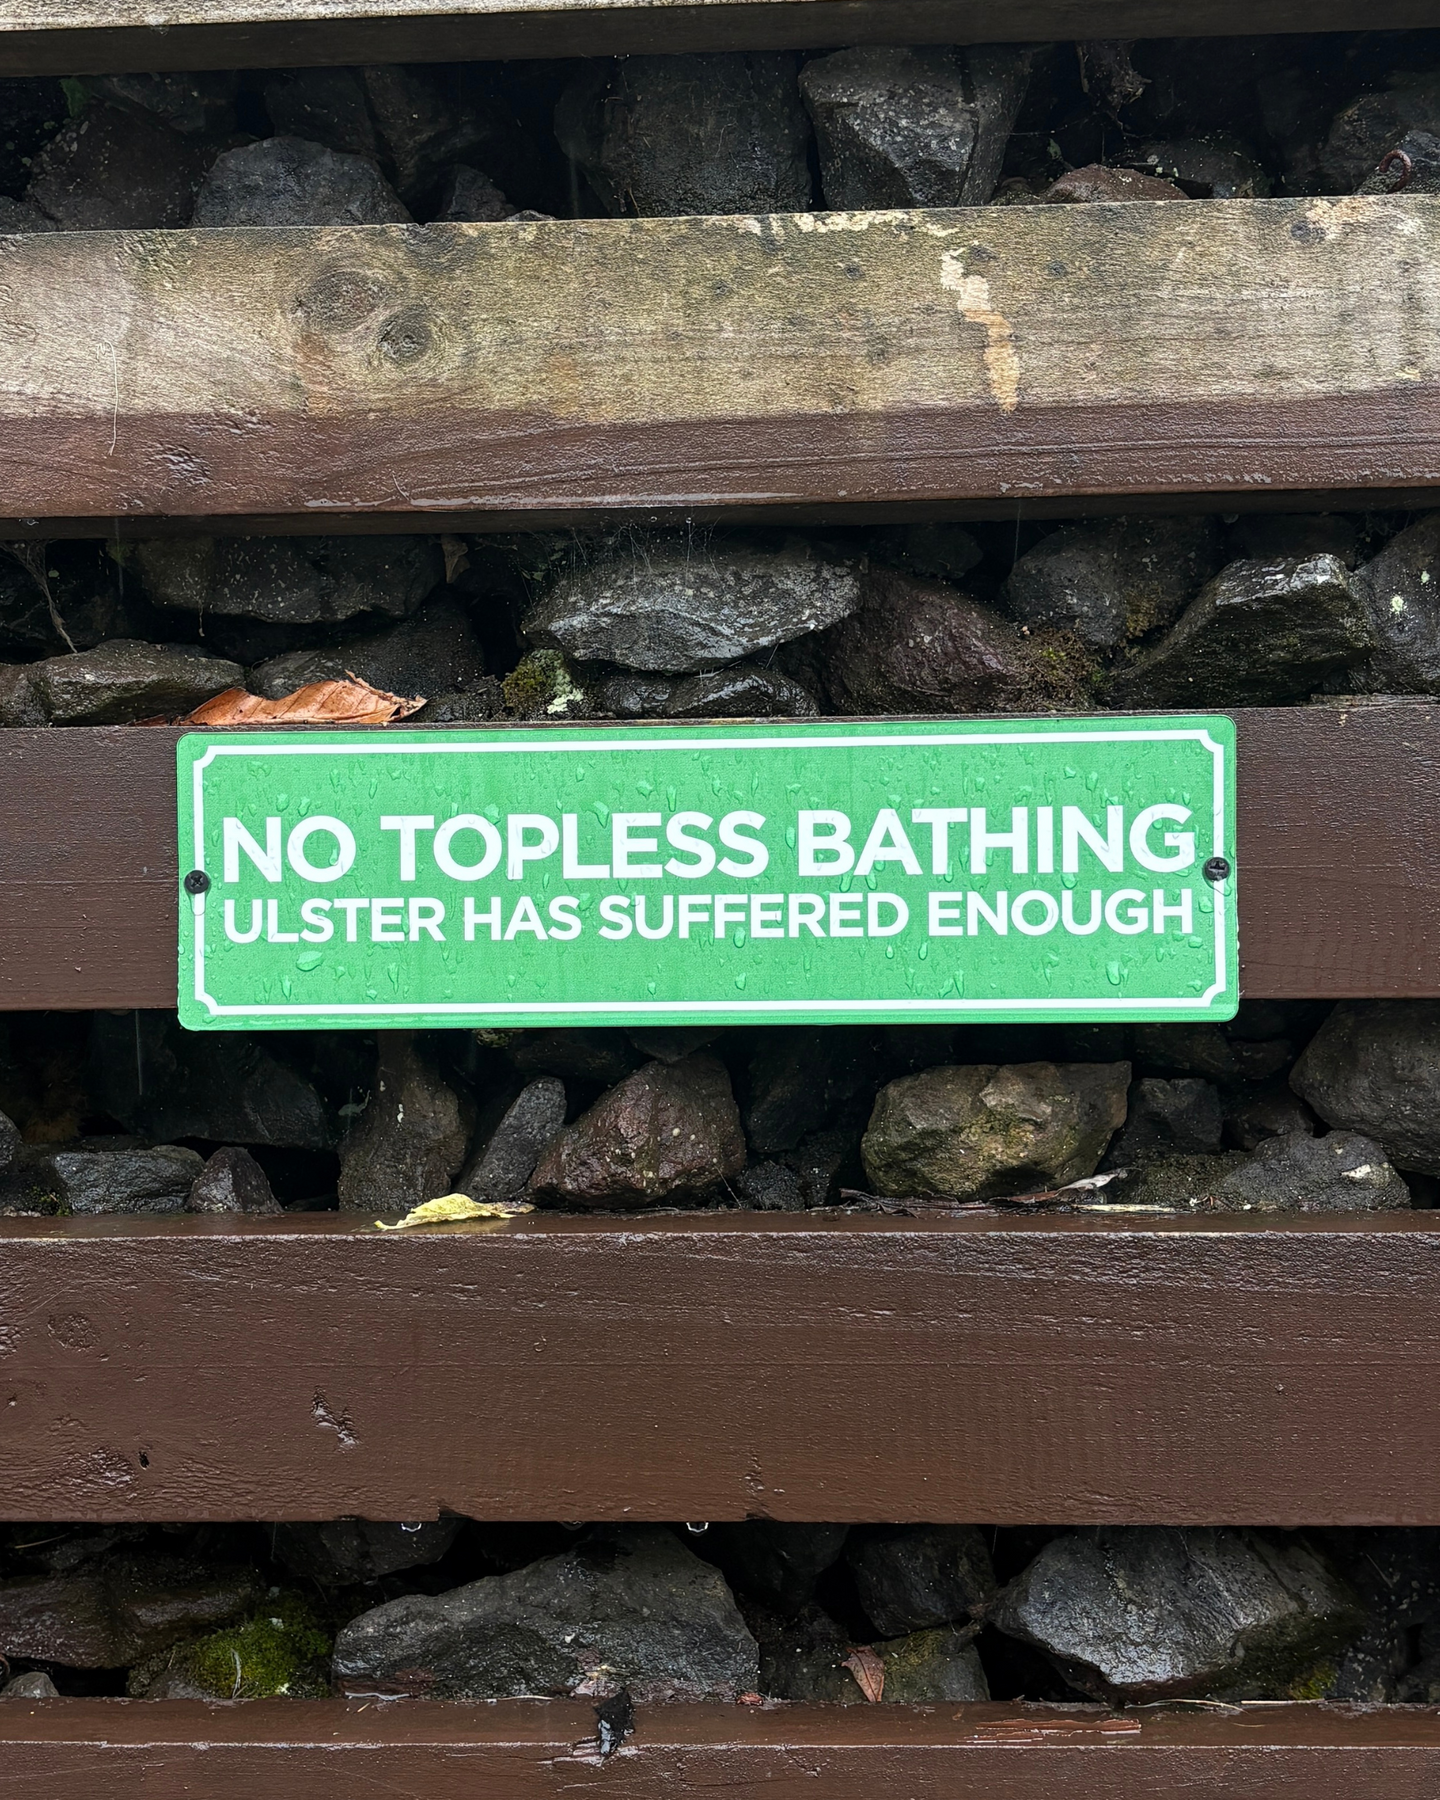 NO TOPLESS BATHING
ULSTER HAS SUFFERED ENOUGH